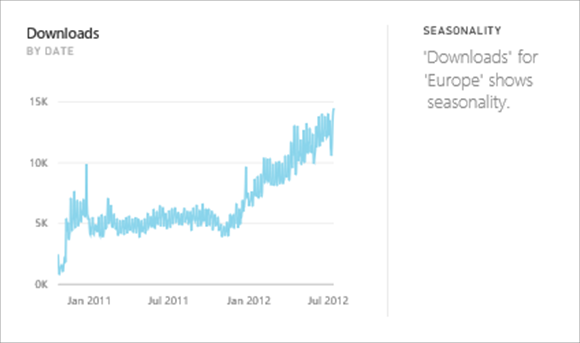 Downloads
BY DATE
15K
10K
5K
0K
Jan 2011 Jul 2011 Jan 2012 Jul 2012
SEASONALITY
'Downloads' for
'Europe' shows
seasonality.